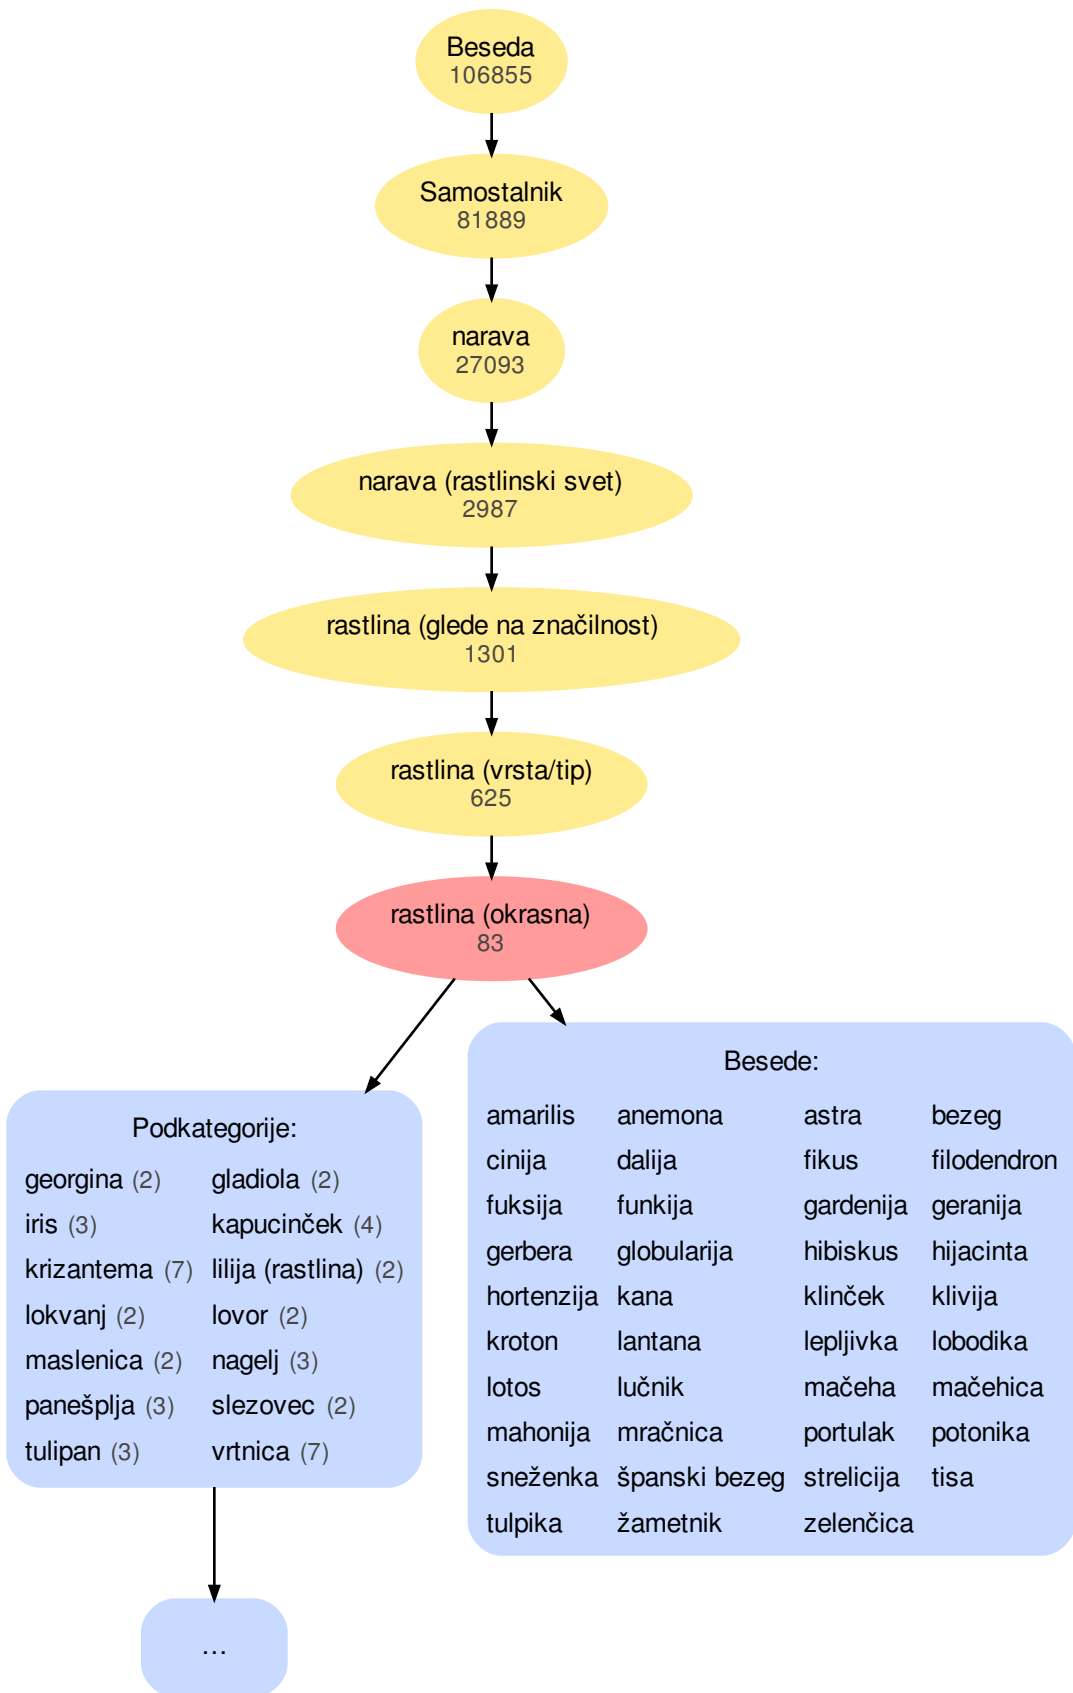 Beseda
106855
Samostalnik
81889
narava
27093
narava (rastlinski svet)
2987
rastlina (glede na značilnost)
1301
rastlina (vrsta/tip)
625
rastlina (okrasna)
83
Podkategorije:
georgina (2) gladiola (2)
iris (3) kapucinček (4)
krizantema (7) lilija (rastlina) (2)
lokvanj (2) lovor (2)
maslenica (2) nagelj (3)
panešplja (3) slezovec (2)
tulipan (3) vrtnica (7)
...
Besede:
amarilis anemona astra bezeg
cinija dalija fikus filodendron
fuksija funkija gardenija geranija
gerbera globularija hibiskus hijacinta
hortenzija kana klinček klivija
kroton lantana lepljivka lobodika
lotos lučnik mačeha mačehica
mahonija mračnica portulak potonika
sneženka španski bezeg strelicija tisa
tulpika žametnik zelenčica